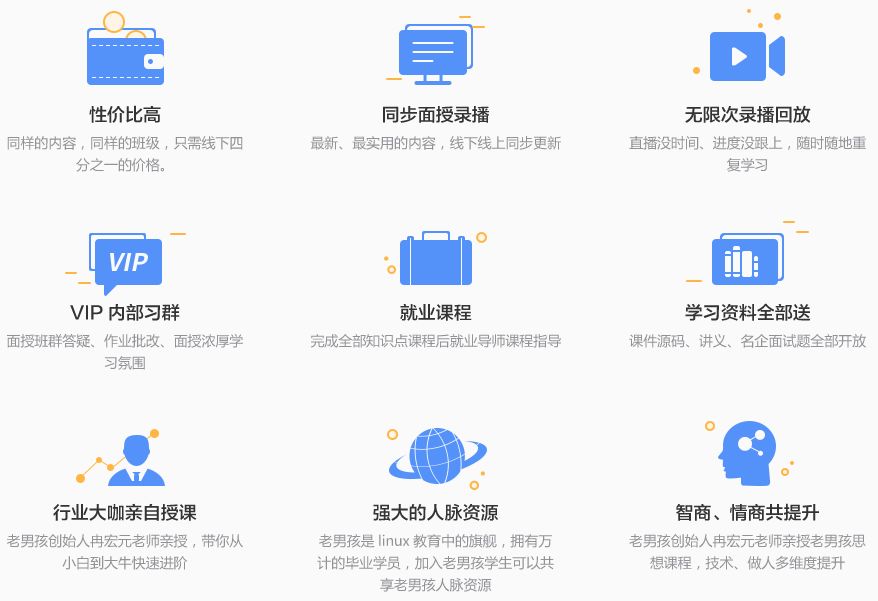 性价比高
同样的内容，同样的班级，只需线下四
分之一的价格。
同步面授录播
最新、最实用的内容，线下线上同步更新
无限次录播回放
直播没时间、进度没跟上，随时随地重
复学习
VIP
VIP 内部习群
面授班群答疑、作业批改、面授浓厚学
习氛围
就业课程
完成全部知识点课程后就业导师课程指导
学习资料全部送
课件源码、讲义、名企面试题全部开放
行业大咖亲自授课
老男孩创始人冉宏元老师亲授，带你从
小白到大牛快速进阶
强大的人脉资源
老男孩是 linux 教育中的旗舰，拥有万
计的毕业学员，加入老男孩学生可以共
享老男孩人脉资源
智商、情商共提升
老男孩创始人冉宏元老师亲授老男孩思
想课程，技术、做人多维度提升